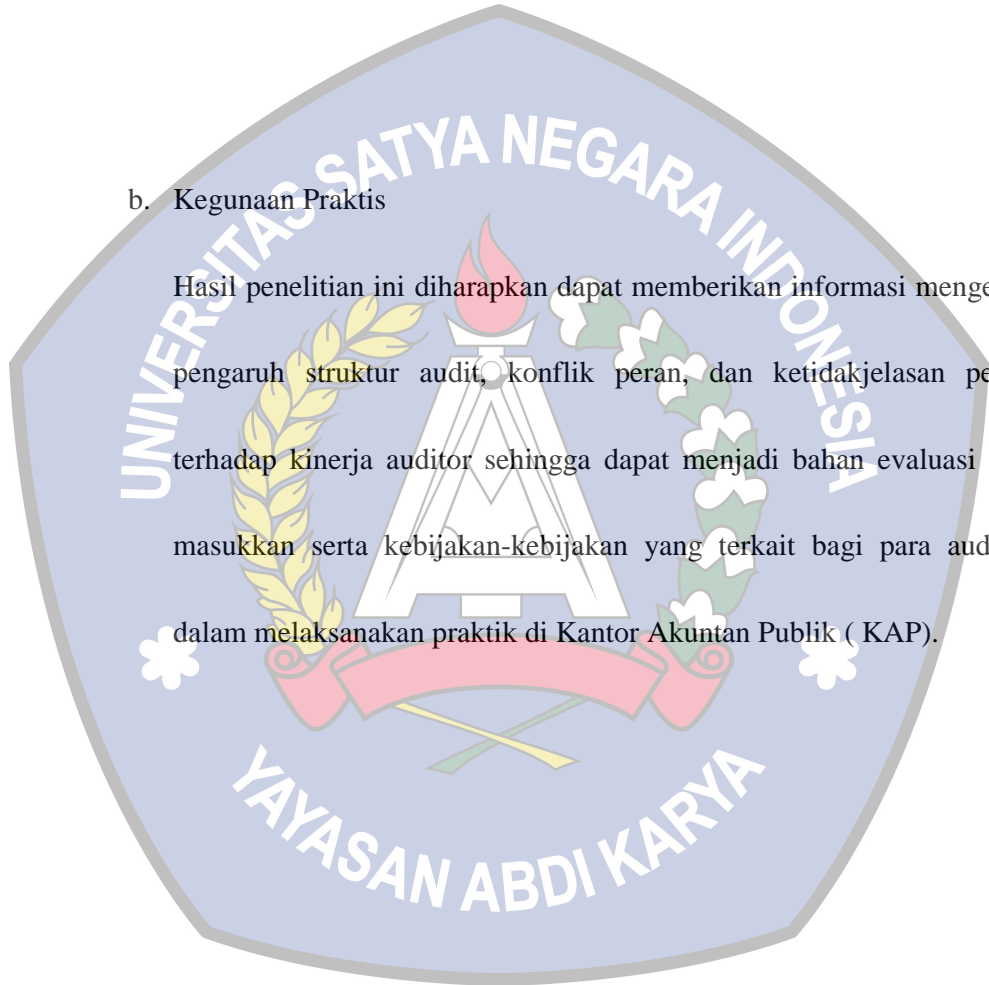 UNIVERSITAS SATYA NEGARA INDONESIA
b. Kegunaan Praktis
Hasil penelitian ini diharapkan dapat memberikan informasi menge
pengaruh struktur audit, konflik peran, dan ketidakjelasan pe
terhadap kinerja auditor sehingga dapat menjadi bahan evaluasi
masukkan serta kebijakan-kebijakan yang terkait bagi para aud
dalam melaksanakan praktik di Kantor Akuntan Publik ( KAP).
YAYASAN ABDI KARYA